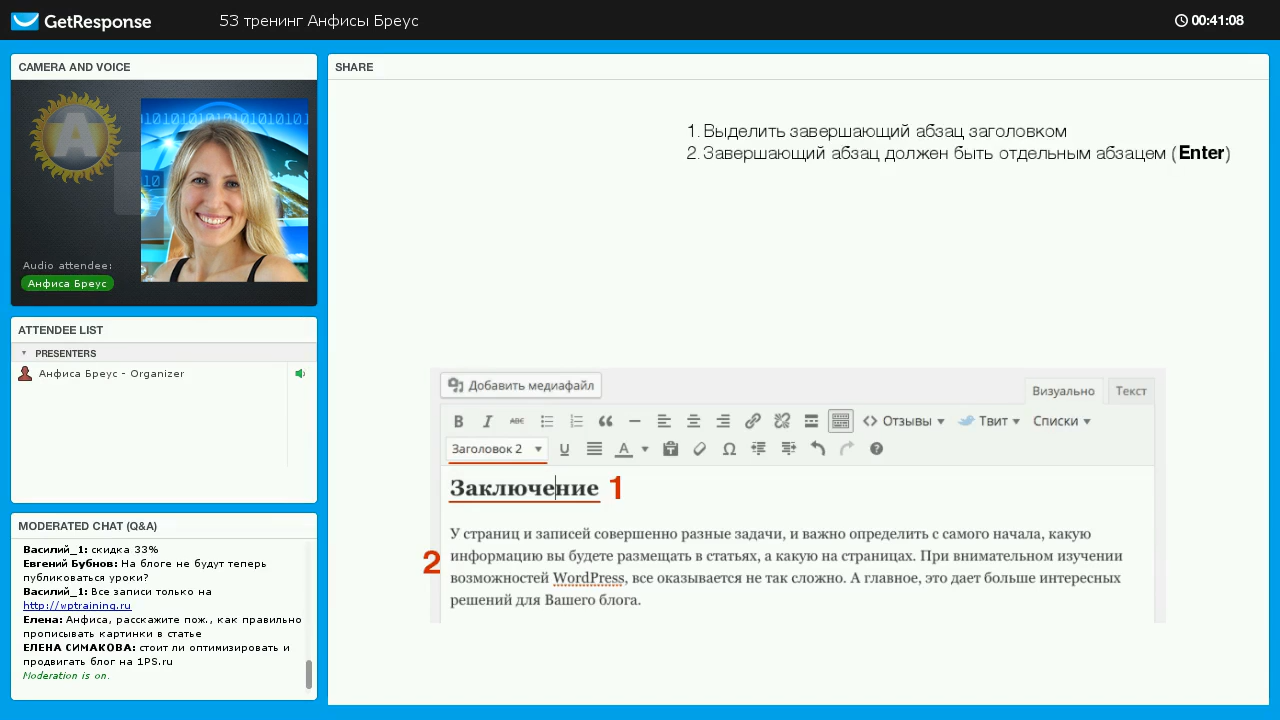 GetResponse
53 тренинг Анфисы Бреус
00:41:08
CAMERA AND VOICE
A
Audio attendee:
Анфиса Бреус
ATTENDEE LIST
PRESENTERS
Анфиса Бреус - Organizer
MODERATED CHAT (Q&A)
Василий_1: скидка 33%
Евгений Бубнов: На блоге не будут теперь
публиковаться уроки?
Василий_1: Все записи только на
http://wptraining.ru
Елена: Анфиса, расскажите пож., как правильно
прописывать картинки в статье
ЕЛЕНА СИМАКОВА: стоит ли оптимизировать и
продвигать блог на 1PS.ru
Moderation is on.
SHARE
1. Выделить завершающий абзац заголовком
2. Завершающий абзац должен быть отдельным абзацем (Enter)
Добавить медиафайл
Визуально Текст
B I ABC Отзывы Твит Списки
Заголовок 2 U A Ω
Заключение 1
2
У страниц и записей совершенно разные задачи, и важно определить с самого начала, какую
информацию вы будете размещать в статьях, а какую на страницах. При внимательном изучении
возможностей WordPress, все оказывается не так сложно. А главное, это дает больше интересных
решений для Вашего блога.